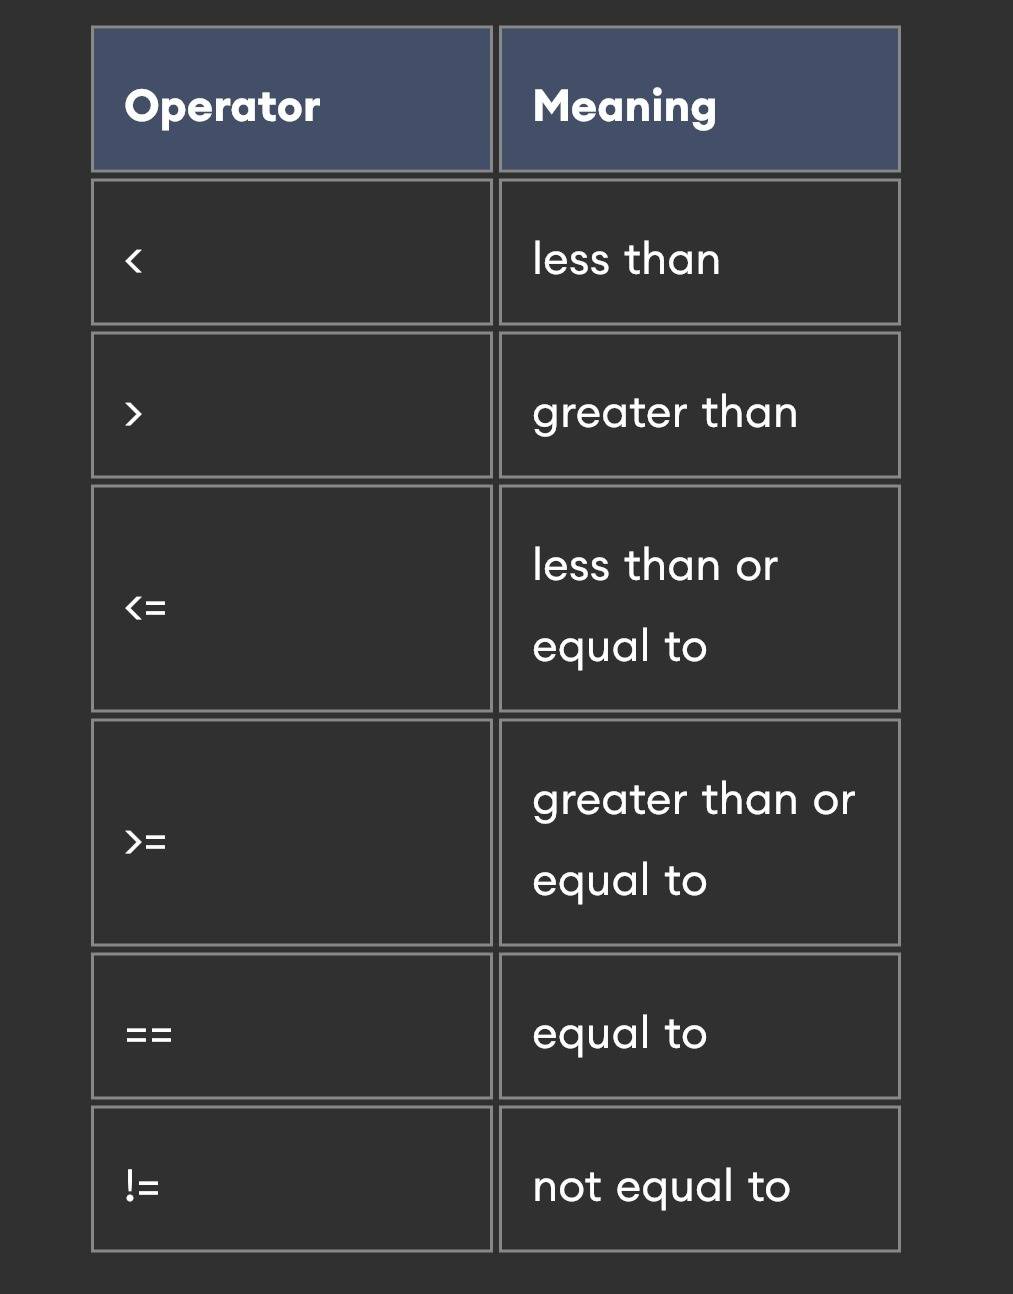 Operator Meaning
< less than
> greater than
<= less than or
equal to
>= greater than or
equal to
== equal to
!= not equal to